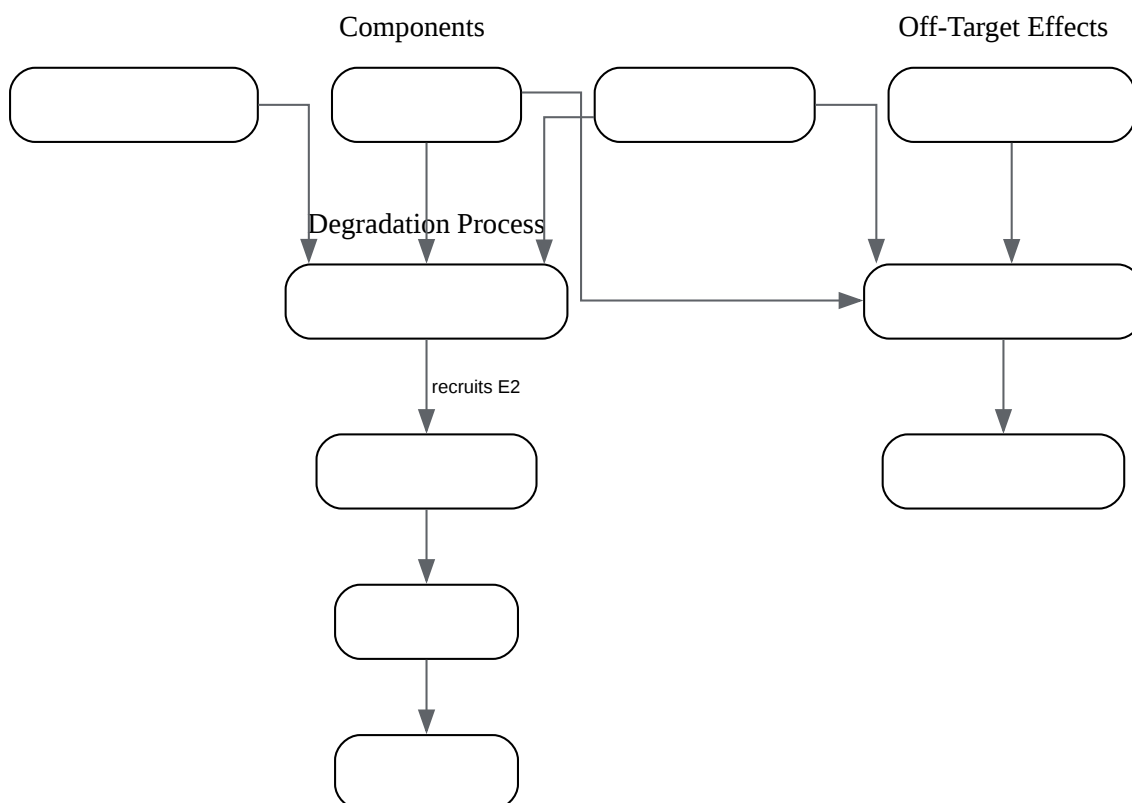 Components
Off-Target Effects
Degradation Process
recruits E2